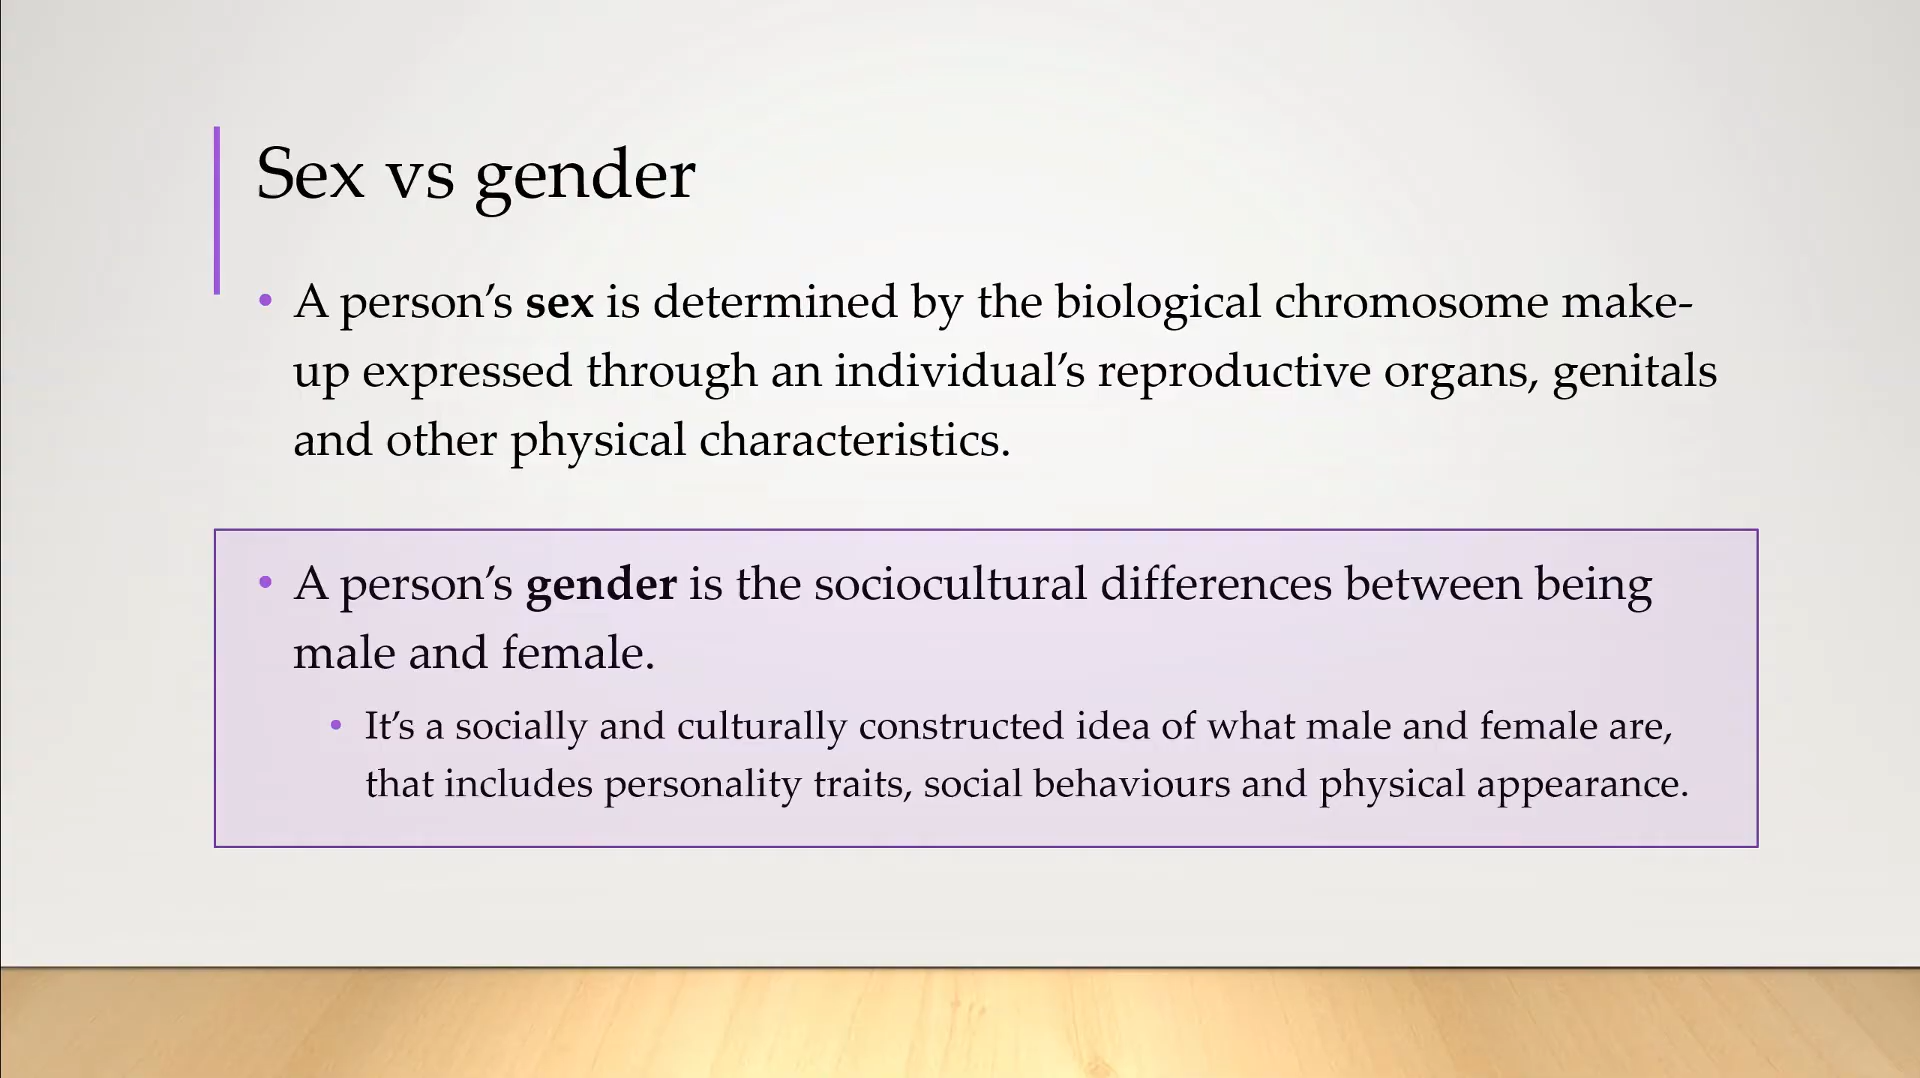 Sex vs gender
• A person’s sex is determined by the biological chromosome make-
up expressed through an individual’s reproductive organs, genitals
and other physical characteristics.
• A person’s gender is the sociocultural differences between being
male and female.
• It’s a socially and culturally constructed idea of what male and female are,
that includes personality traits, social behaviours and physical appearance.